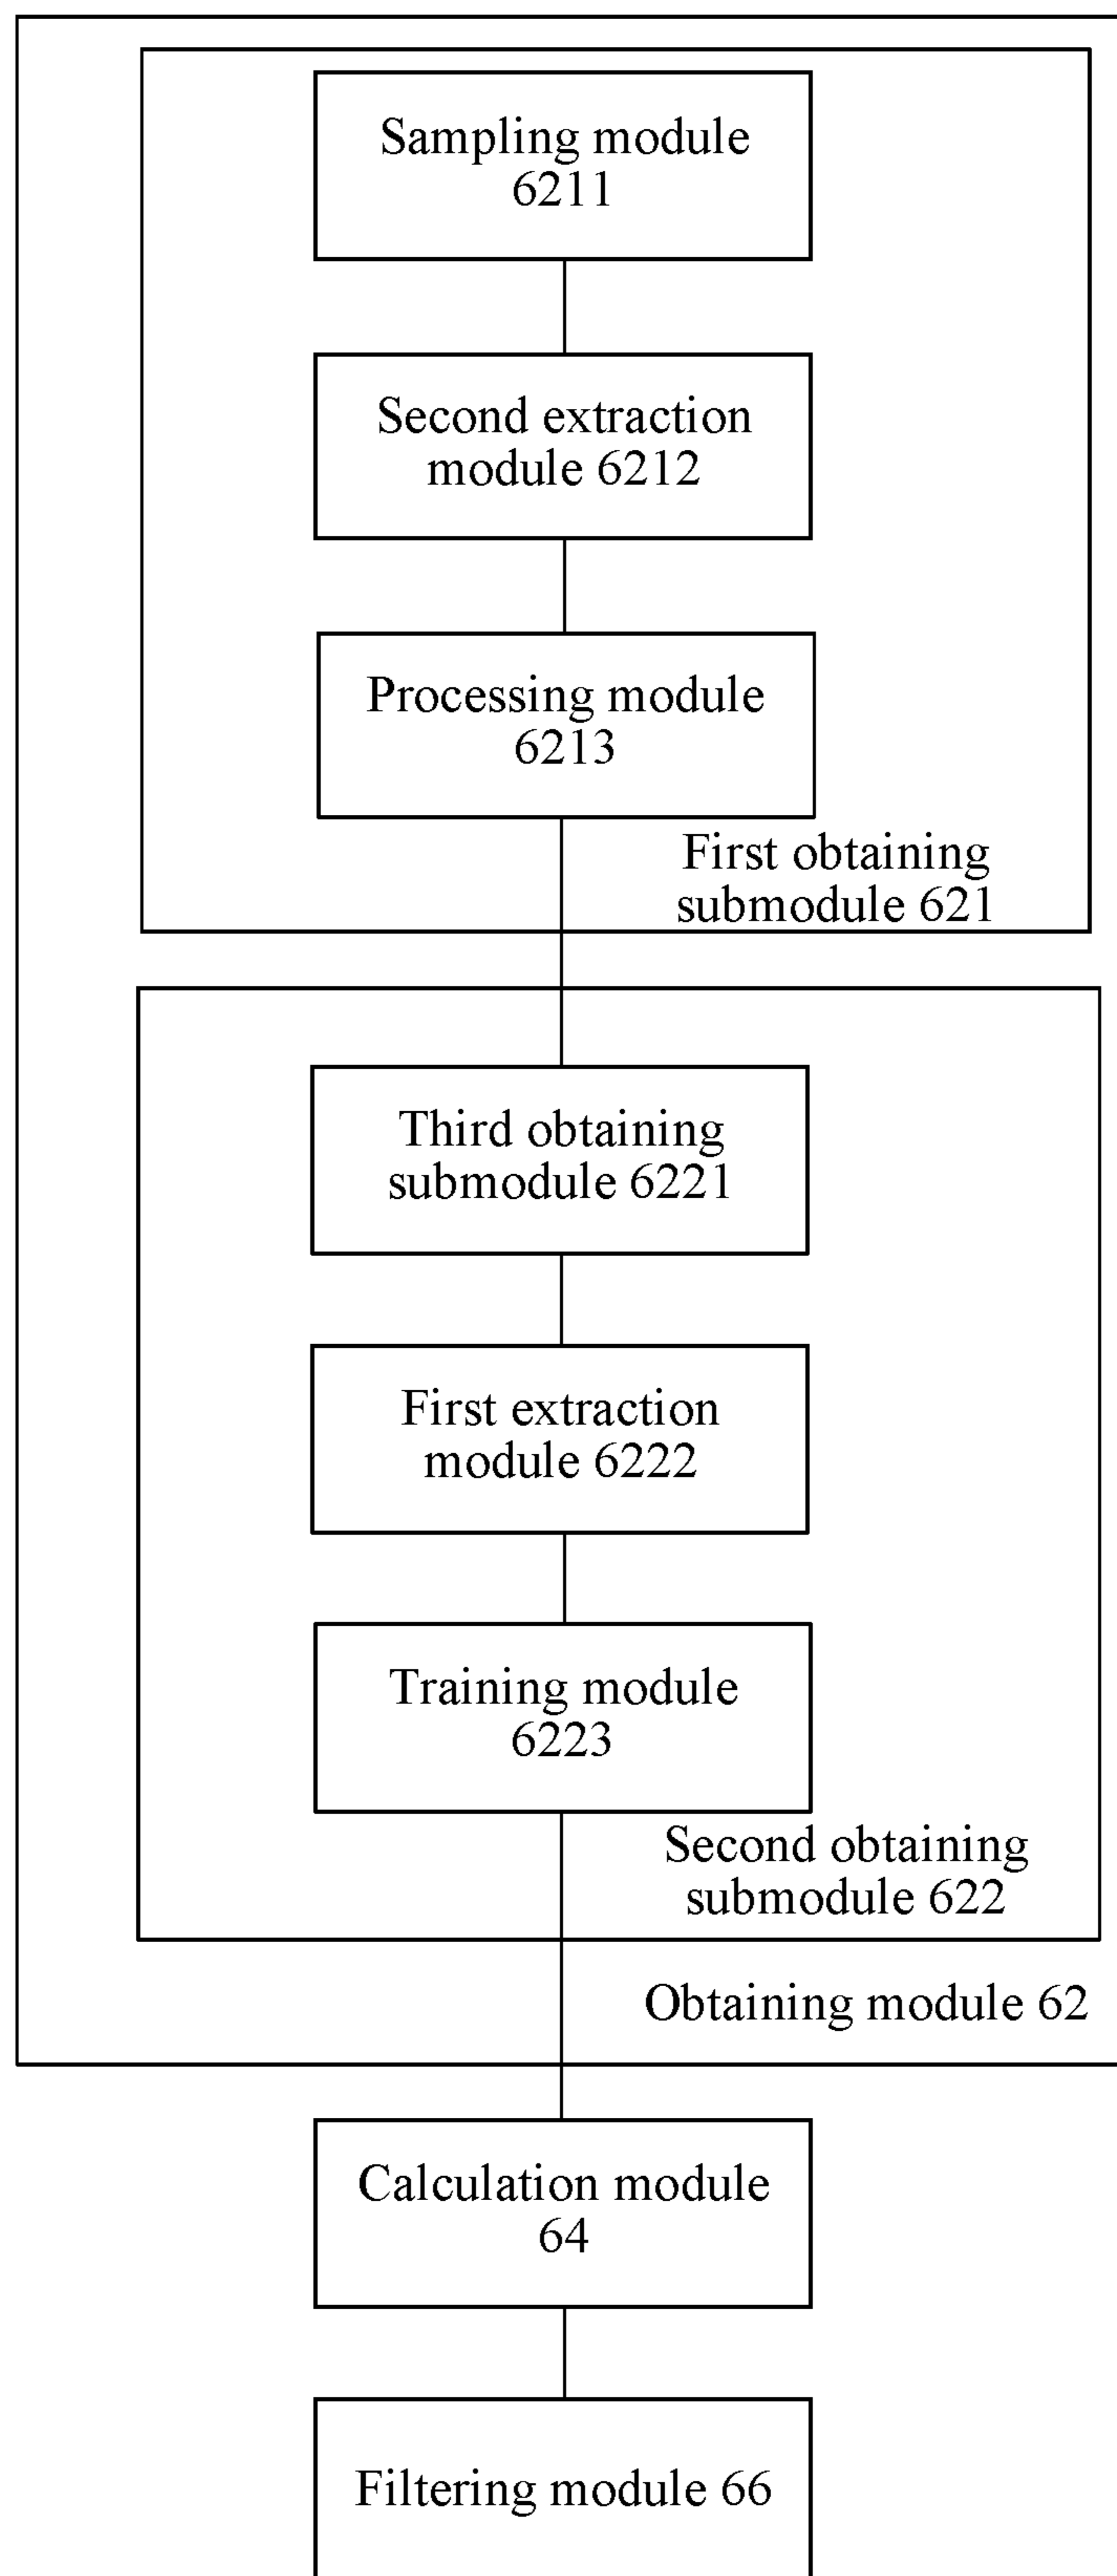 Sampling module
6211
Second extraction
module 6212
Processing module
6213
First obtaining
submodule 621
Third obtaining
submodule 6221
First extraction
module 6222
Training module
6223
Second obtaining
submodule 622
Obtaining module 62
Calculation module
64
Filtering module 66